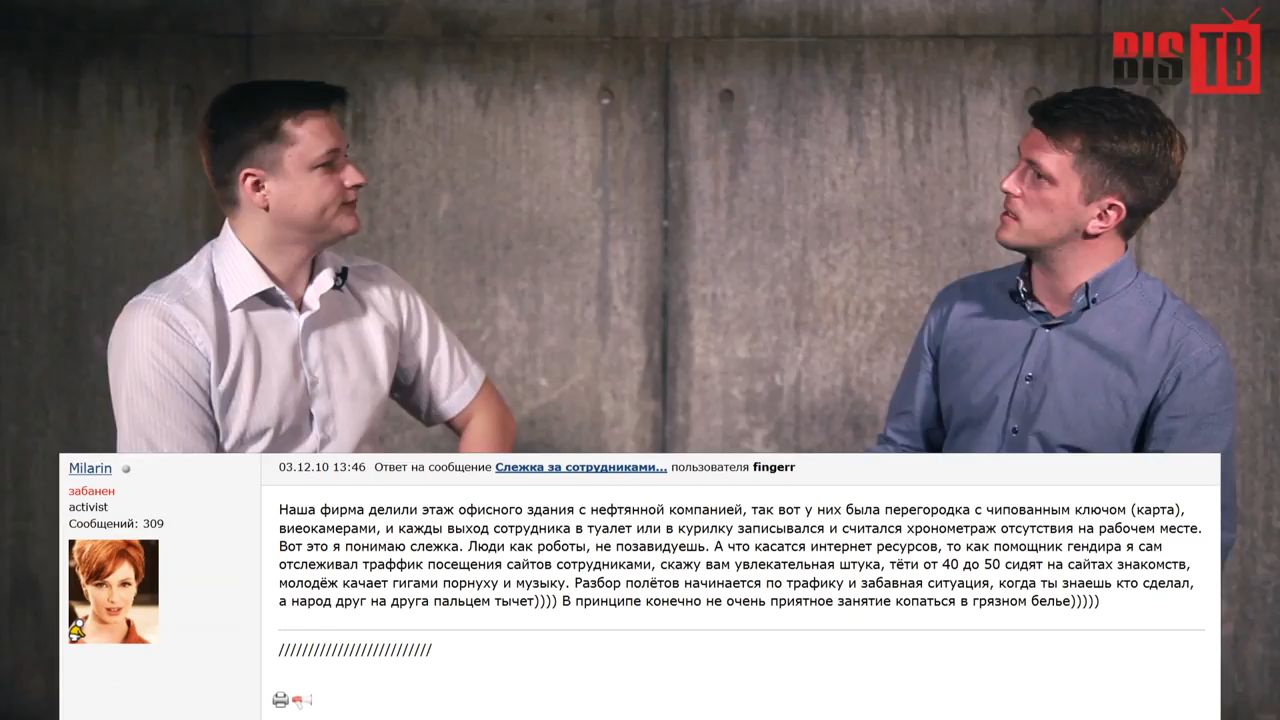 BIS TB
Milarin
забанен
activist
Сообщений: 309
03.12.10 13:46 Ответ на сообщение Слежка за сотрудниками... пользователя fingerr
Наша фирма делили этаж офисного здания с нефтянной компанией, так вот у них была перегородка с чипованным ключом (карта),
виеокамерами, и кажды выход сотрудника в туалет или в курилку записывался и считался хронометраж отсутствия на рабочем месте.
Вот это я понимаю слежка. Люди как роботы, не позавидуешь. А что касатся интернет ресурсов, то как помощник гендира я сам
отслеживал траффик посещения сайтов сотрудниками, скажу вам увлекательная штука, тёти от 40 до 50 сидят на сайтах знакомств,
молодёж качает гигами порнуху и музыку. Разбор полётов начинается по трфику и забавная ситуация, когда ты знаешь кто сделал,
а народ друг на друга пальцем тычет)))) В принципе конечно не очень приятное занятие копаться в грязном белье)))))
//////////////////////////